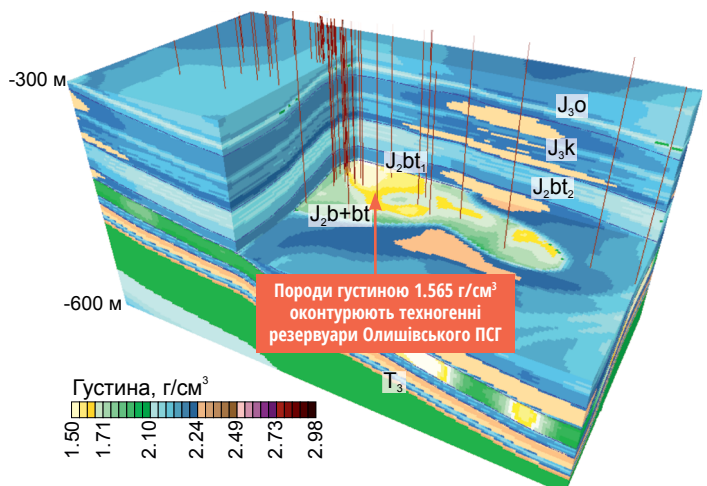 -300 м
J₃o
J₃k
J₂bt₁
J₂bt₂
J₂b+bt
Породи густиною 1.565 г/см³
оконтурюють техногенні
резервуари Олишівського ПСГ
-600 м
T₃
Густина, г/см³
1.50 1.71 2.10 2.24 2.49 2.73 2.98